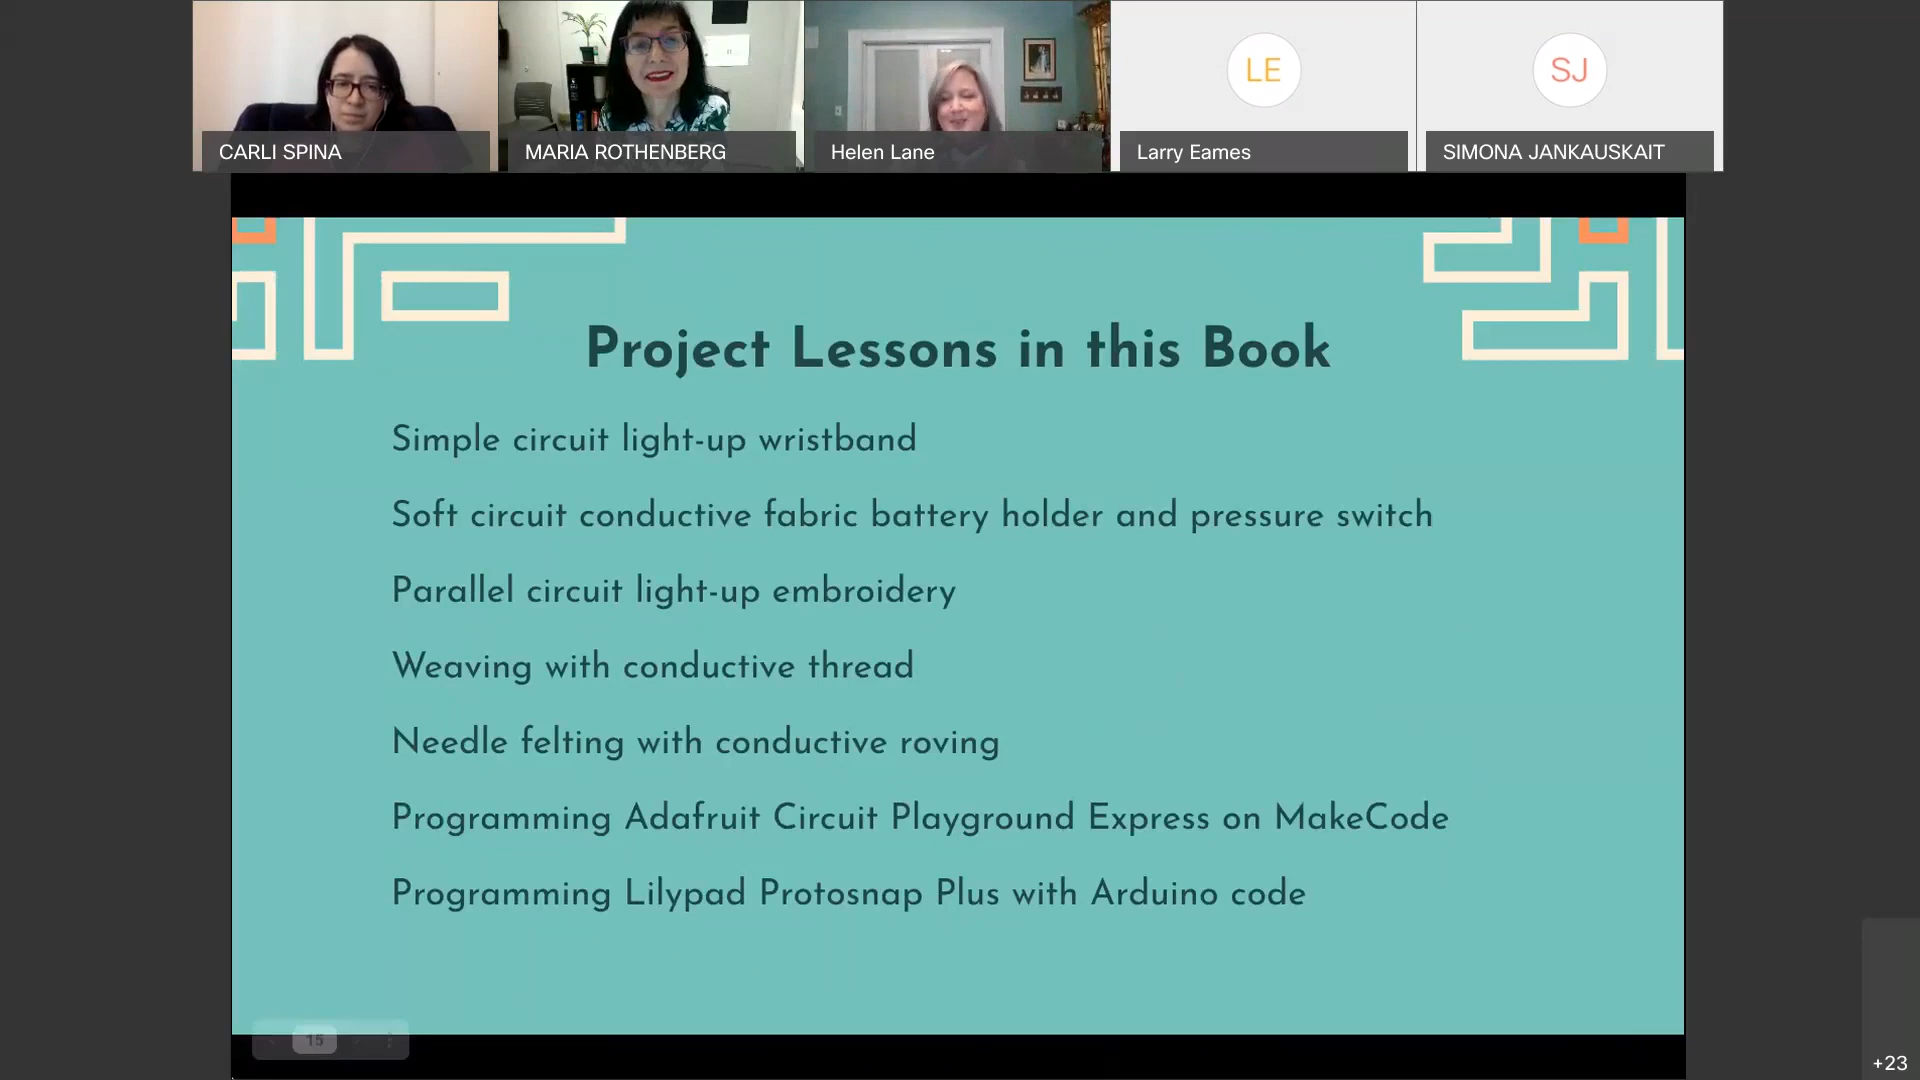 LE
SJ
CARLI SPINA
MARIA ROTHENBERG
Helen Lane
Larry Eames
SIMONA JANKAUSKAIT
Project Lessons in this Book
Simple circuit light-up wristband
Soft circuit conductive fabric battery holder and pressure switch
Parallel circuit light-up embroidery
Weaving with conductive thread
Needle felting with conductive roving
Programming Adafruit Circuit Playground Express on MakeCode
Programming Lilypad Protosnap Plus with Arduino code
15
+23